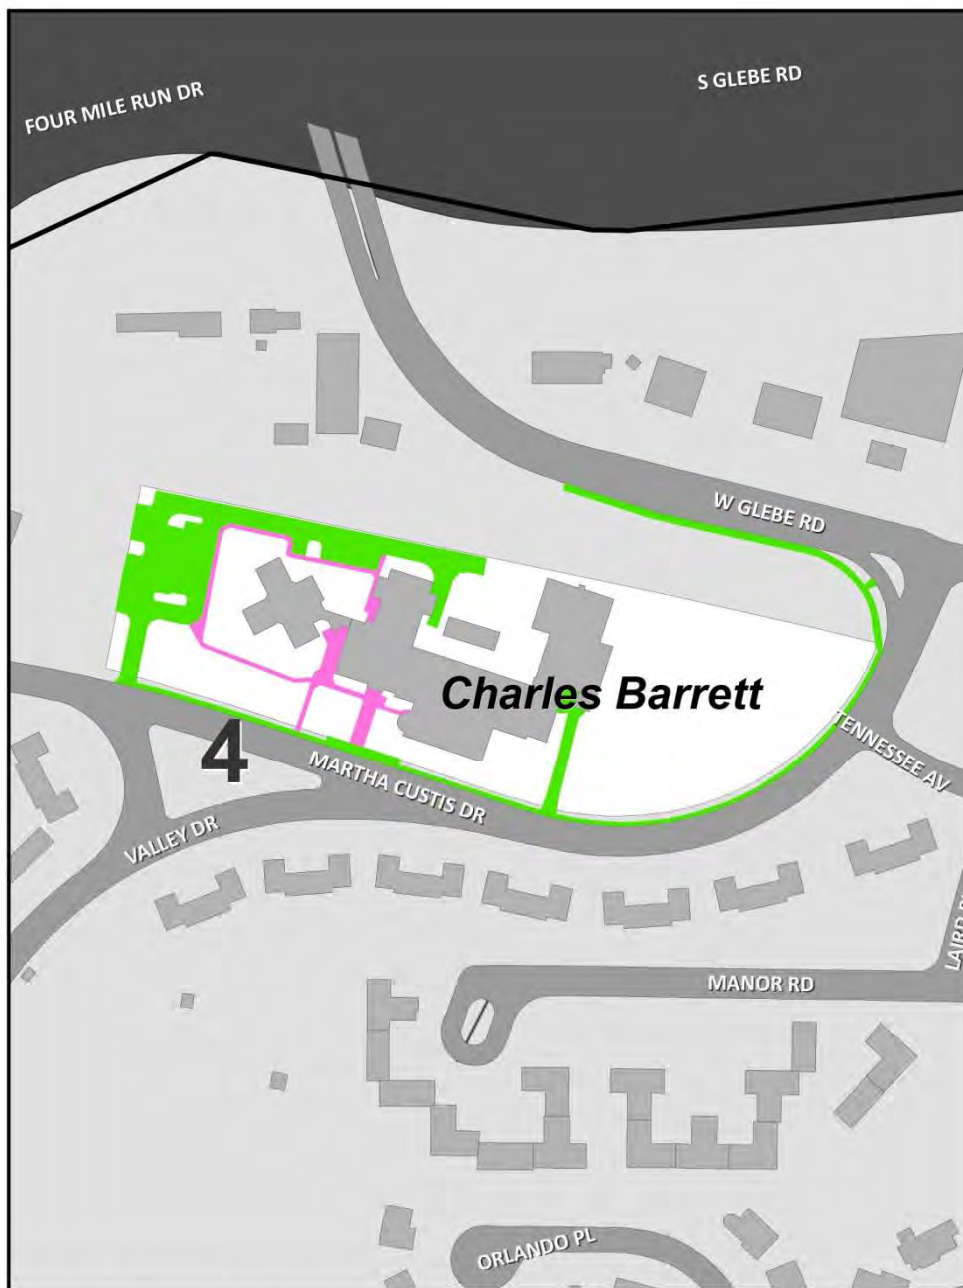 S GLEBE RD
FOUR MILE RUN DR
W GLEBE RD
Charles Barrett
TENNESSEE AV
4
MARTHA CUSTIS DR
VALLEY DR
LAIRD
MANOR RD
ORLANDO PL